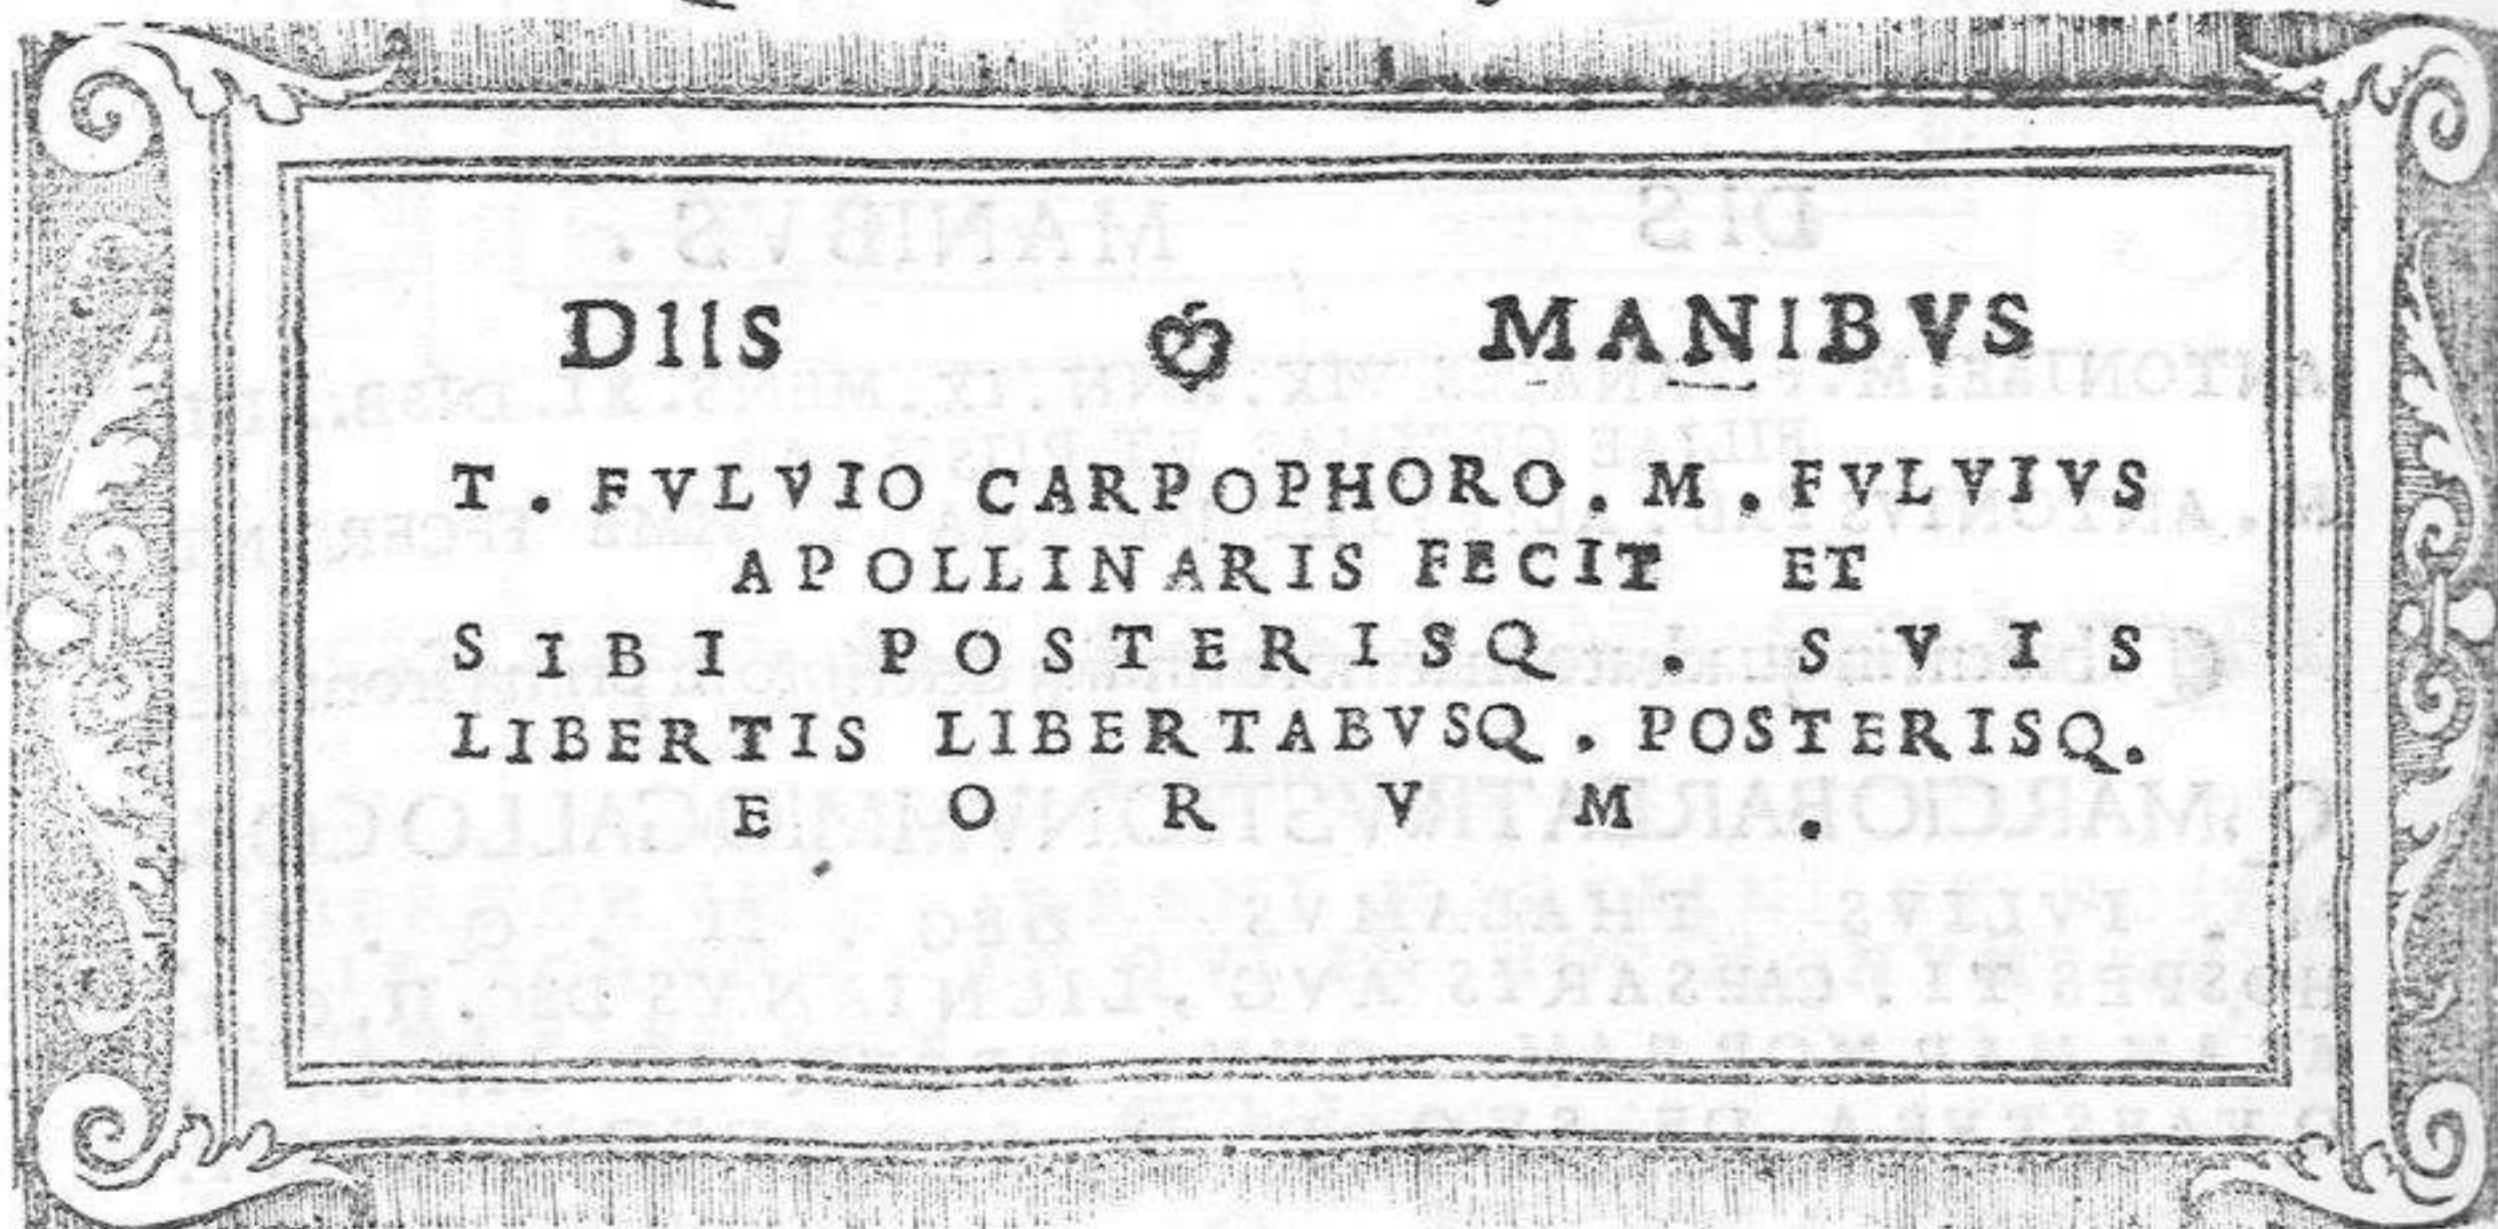 DIIS ❦ MANIBVS
T. FVLVIO CARPOPHORO. M. FVLVIVS
APOLLINARIS FECIT ET
SIBI POSTERISQ. SVIS
LIBERTIS LIBERTABVSQ. POSTERISQ.
EORVM.